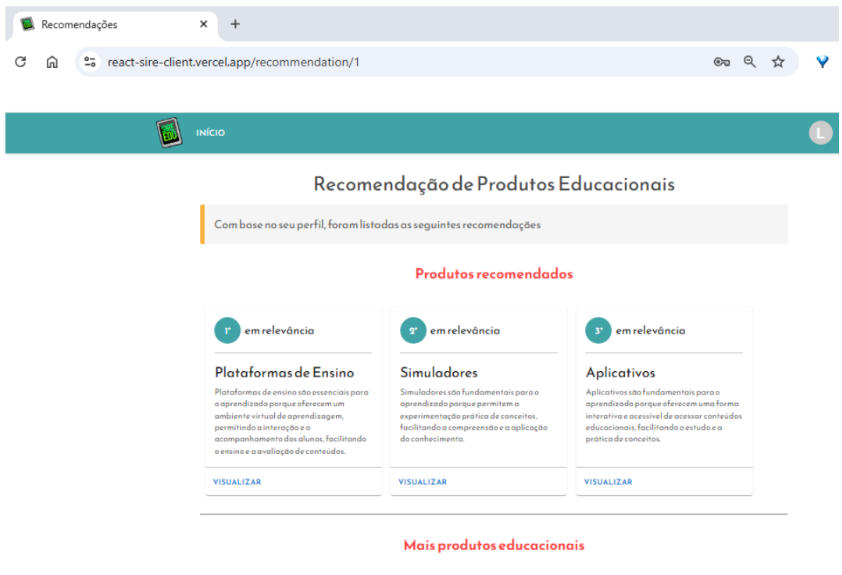 Recomendações
react-sire-client.vercel.app/recommendation/1
SIRE
EDU
INÍCIO
L
Recomendação de Produtos Educacionais
Com base no seu perfil, foram listadas as seguintes recomendações
Produtos recomendados
1° em relevância
2° em relevância
3° em relevância
Plataformas de Ensino
Plataformas de ensino são essenciais para
o aprendizado porque oferecem um
ambiente virtual de aprendizagem,
permitindo a interação e o
acompanhamento dos alunos, facilitando
o ensino e a avaliação de conteúdos.
VISUALIZAR
Simuladores
Simuladores são fundamentais para o
aprendizado porque permitem a
experimentação prática de conceitos,
facilitando a compreensão e a aplicação
do conhecimento.
VISUALIZAR
Aplicativos
Aplicativos são fundamentais para o
aprendizado porque oferecem uma forma
interativa e acessível de acessar conteúdos
educacionais, facilitando o estudo e a
prática de conceitos.
VISUALIZAR
Mais produtos educacionais